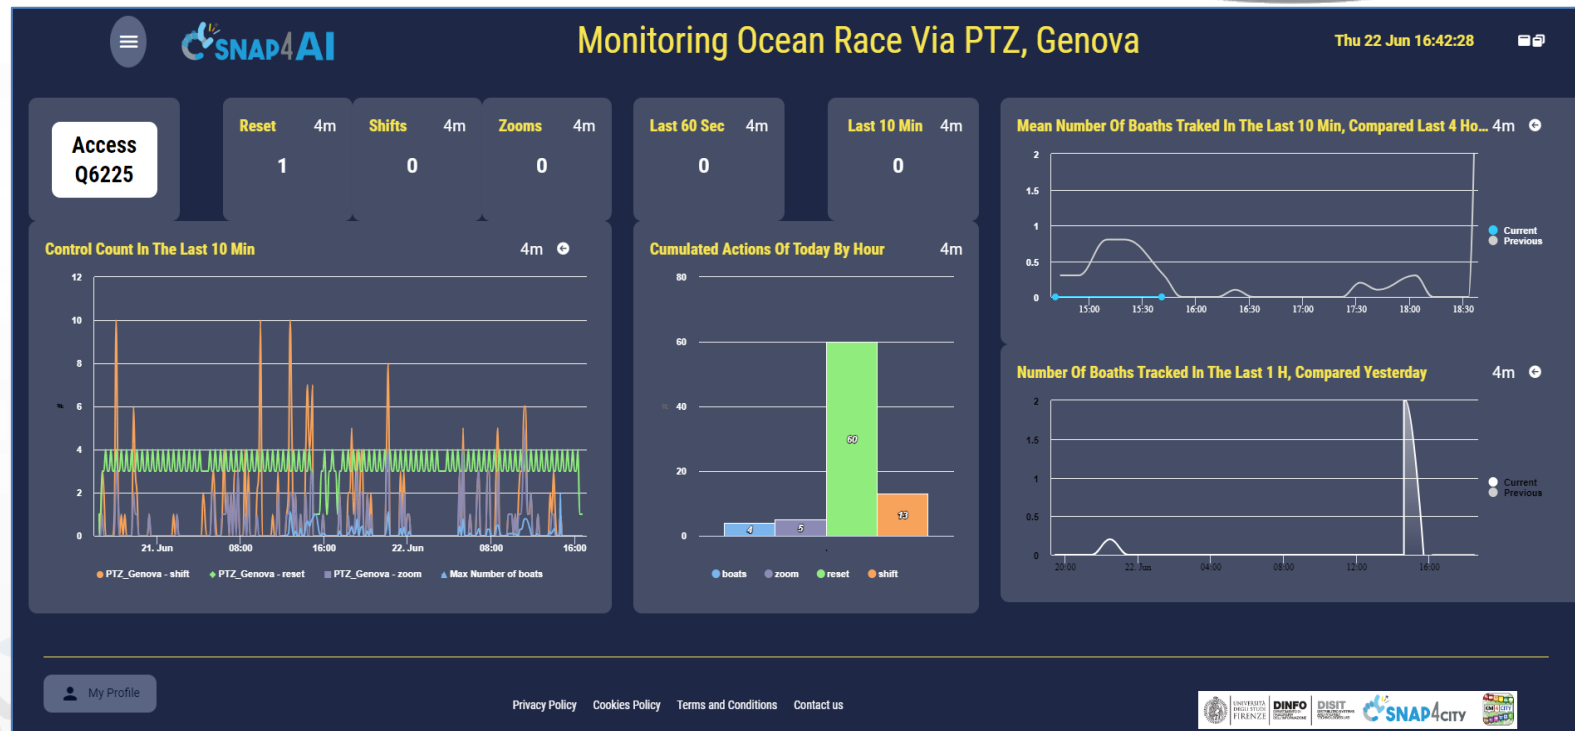 SNAP4AI
Monitoring Ocean Race Via PTZ, Genova
Thu 22 Jun 16:42:28
Access
Q6225
Reset 4m
1
Shifts 4m
0
Zooms 4m
0
Last 60 Sec 4m
0
Last 10 Min 4m
0
Mean Number Of Boaths Traked In The Last 10 Min, Compared Last 4 Ho... 4m
2
1.5
1
0.5
0
15:00 15:30 16:00 16:30 17:00 17:30 18:00 18:30
Current
Previous
Control Count In The Last 10 Min 4m
12
10
8
6
4
2
0
21. Jun 08:00 16:00 22. Jun 08:00 16:00
PTZ_Genova - shift PTZ_Genova - reset PTZ_Genova - zoom Max Number of boats
Cumulated Actions Of Today By Hour 4m
80
60
40
20
0
4 5 60 13
boats zoom reset shift
Number Of Boaths Tracked In The Last 1 H, Compared Yesterday 4m
2
1.5
1
0.5
0
20:00 22. Jun 04:00 08:00 12:00 16:00
Current
Previous
My Profile
Privacy Policy Cookies Policy Terms and Conditions Contact us
UNIVERSITÀ
DEGLI STUDI
FIRENZE
DINFO
DISIT
SNAP4CITY